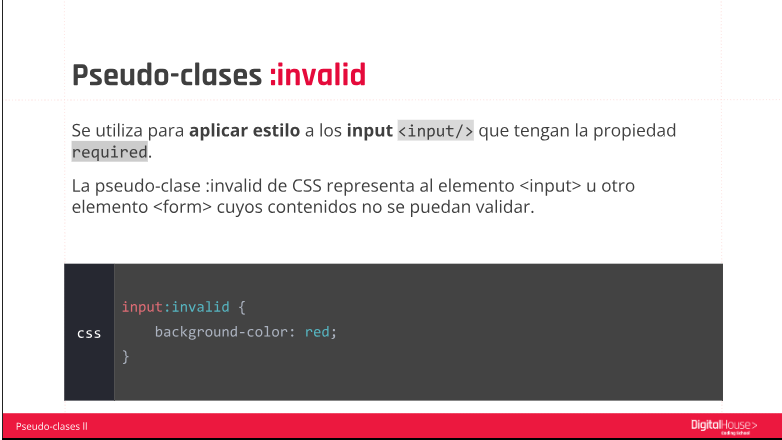 Pseudo-clases :invalid
Se utiliza para aplicar estilo a los input <input/> que tengan la propiedad
required.
La pseudo-clase :invalid de CSS representa al elemento <input> u otro
elemento <form> cuyos contenidos no se puedan validar.
css
input:invalid {
    background-color: red;
}
Pseudo-clases ll
DigitalHouse>
Coding School